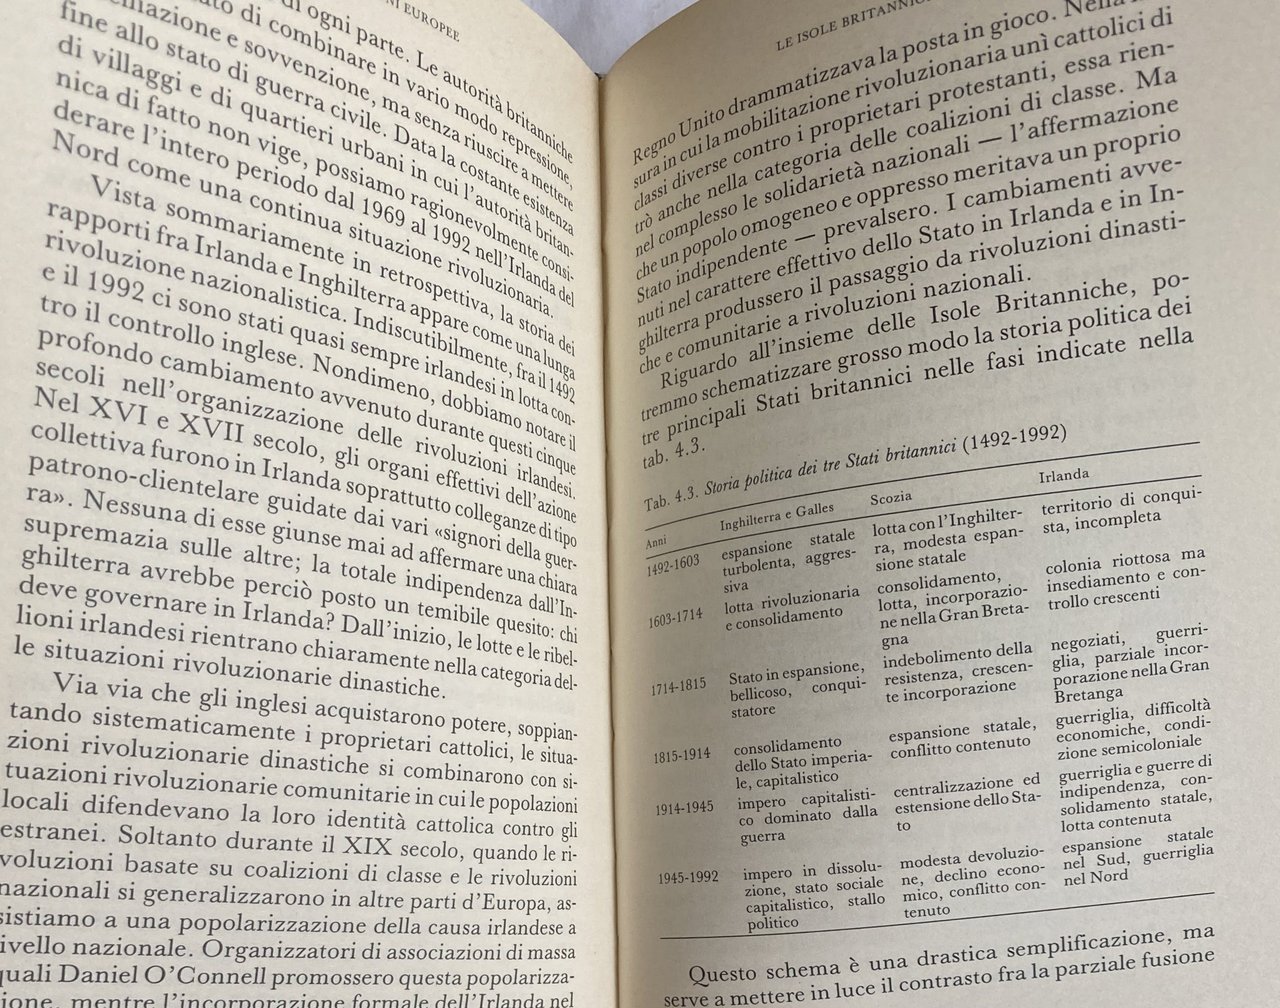 NI EUROPEE
di ogni parte. Le autorità britanniche
di combinare in vario modo repressione,
e sovvenzione, ma senza riuscire a mettere
fine allo stato di guerra civile. Data la costante esistenza
di villaggi e di quartieri urbani in cui l'autorità britan-
nica di fatto non vige, possiamo ragionevolmente consi-
derare l'intero periodo dal 1969 al 1992 nell'Irlanda del
Nord come una continua situazione rivoluzionaria.
Vista sommariamente in retrospettiva, la storia dei
rapporti fra Irlanda e Inghilterra appare come una lunga
rivoluzione nazionalistica. Indiscutibilmente, fra il 1492
e il 1992 ci sono stati quasi sempre irlandesi in lotta con-
tro il controllo inglese. Nondimeno, dobbiamo notare il
profondo cambiamento avvenuto durante questi cinque
secoli nell'organizzazione delle rivoluzioni irlandesi.
Nel XVI e XVII secolo, gli organi effettivi dell'azione
collettiva furono in Irlanda soprattutto colleganze di tipo
patrono-clientelare guidate dai vari «signori della guer-
ra». Nessuna di esse giunse mai ad affermare una chiara
supremazia sulle altre; la totale indipendenza dall'In-
ghilterra avrebbe perciò posto un temibile quesito: chi
deve governare in Irlanda? Dall'inizio, le lotte e le ribel-
lioni irlandesi rientrano chiaramente nella categoria del-
le situazioni rivoluzionarie dinastiche.
Via via che gli inglesi acquistarono potere, soppian-
tando sistematicamente i proprietari cattolici, le situa-
zioni rivoluzionarie dinastiche si combinarono con si-
tuazioni rivoluzionarie comunitarie in cui le popolazioni
locali difendevano la loro identità cattolica contro gli
estranei. Soltanto durante il XIX secolo, quando le ri-
voluzioni basate su coalizioni di classe e le rivoluzioni
nazionali si generalizzarono in altre parti d'Europa, as-
sistiamo a una popolarizzazione della causa irlandese a
livello nazionale. Organizzatori di associazioni di massa
quali Daniel O'Connell promossero questa popolarizza-
zione, mentre l'incorporazione formale dell'Irlanda nel
LE ISOLE BRITANNICHE
Regno Unito drammatizzava la posta in gioco. Nella mi-
sura in cui la mobilitazione rivoluzionaria unì cattolici di
classi diverse contro i proprietari protestanti, essa rien-
trò anche nella categoria delle coalizioni di classe. Ma
nel complesso le solidarietà nazionali — l'affermazione
che un popolo omogeneo e oppresso meritava un proprio
Stato indipendente — prevalsero. I cambiamenti avve-
nuti nel carattere effettivo dello Stato in Irlanda e in In-
ghilterra produssero il passaggio da rivoluzioni dinasti-
che e comunitarie a rivoluzioni nazionali.
Riguardo all'insieme delle Isole Britanniche, po-
tremmo schematizzare grosso modo la storia politica dei
tre principali Stati britannici nelle fasi indicate nella
tab. 4.3.
Tab. 4.3. Storia politica dei tre Stati britannici (1492-1992)
Anni Inghilterra e Galles Scozia Irlanda
1492-1603 espansione statale lotta con l'Inghilter- territorio di conqui-
turbolenta, aggres- ra, modesta espan- sta, incompleta
siva sione statale
1603-1714 lotta rivoluzionaria consolidamento, colonia riottosa ma
e consolidamento lotta, incorporazio- insediamento e con-
ne nella Gran Breta- trollo crescenti
gna
1714-1815 Stato in espansione, indebolimento della negoziati, guerri-
bellicoso, conqui- resistenza, crescen- glia, parziale incor-
statore te incorporazione porazione nella Gran
Bretanga
1815-1914 consolidamento espansione statale, guerriglia, difficoltà
dello Stato imperia- conflitto contenuto economiche, condi-
le, capitalistico zione semicoloniale
1914-1945 impero capitalisti- centralizzazione ed guerriglia e guerre di
co dominato dalla estensione dello Sta- indipendenza, con-
guerra to solidamento statale,
lotta contenuta
1945-1992 impero in dissolu- modesta devoluzio- espansione statale
zione, stato sociale ne, declino econo- nel Sud, guerriglia
capitalistico, stallo mico, conflitto con- nel Nord
politico tenuto
Questo schema è una drastica semplificazione, ma
serve a mettere in luce il contrasto fra la parziale fusione